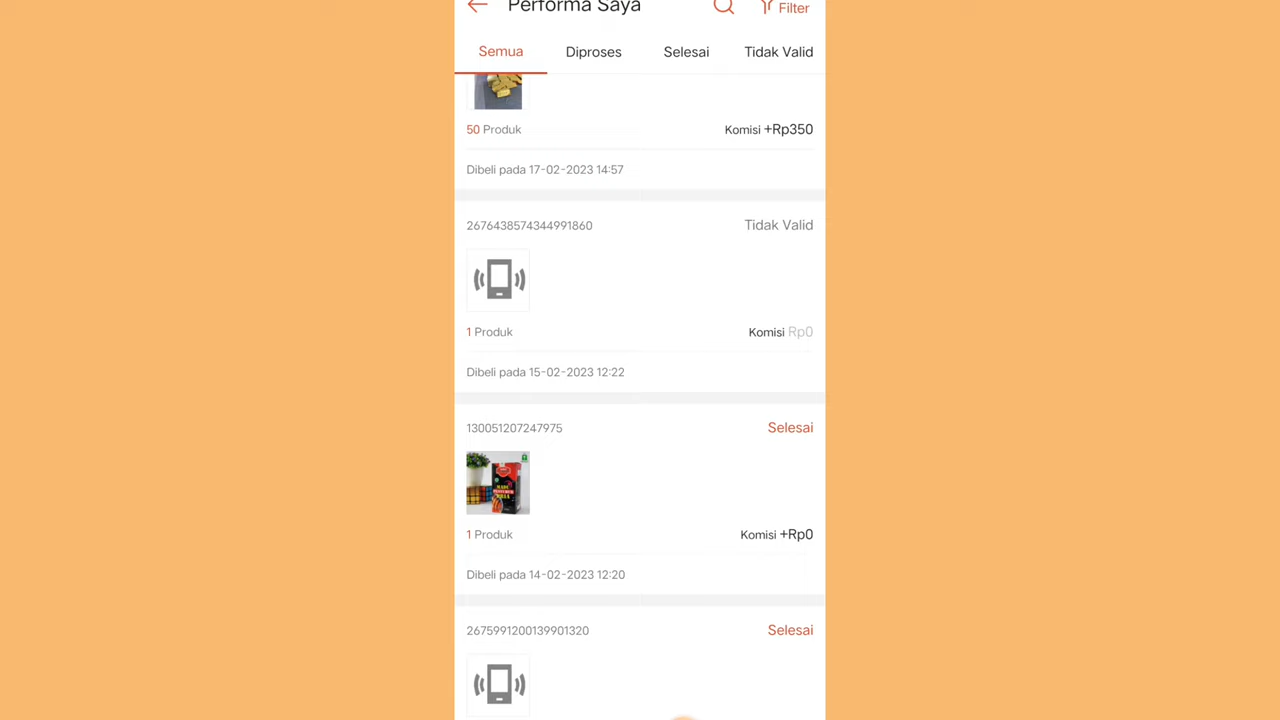 Performa Saya
Filter
Semua
Diproses
Selesai
Tidak Valid
50 Produk
Komisi +Rp350
Dibeli pada 17-02-2023 14:57
2676438574344991860
Tidak Valid
1 Produk
Komisi Rp0
Dibeli pada 15-02-2023 12:22
130051207247975
Selesai
1 Produk
Komisi +Rp0
Dibeli pada 14-02-2023 12:20
2675991200139901320
Selesai